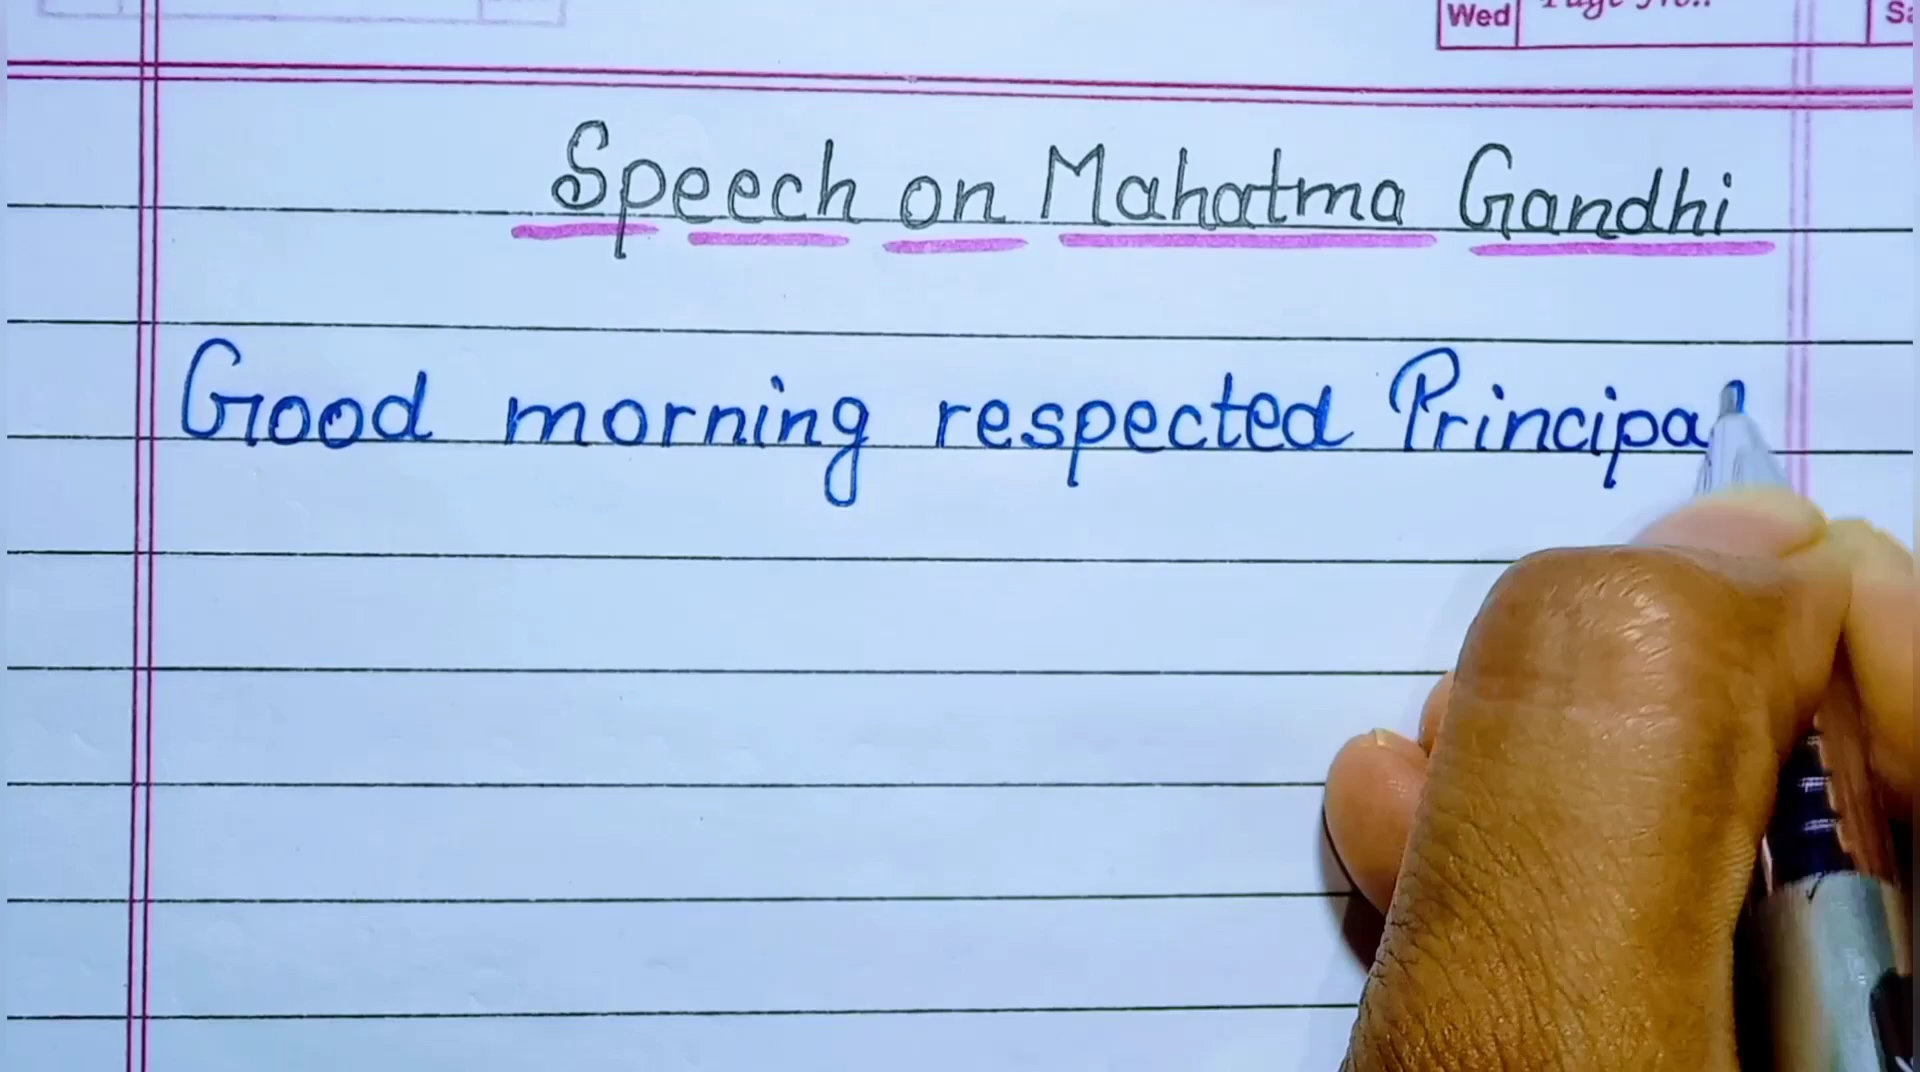 Wed
Speech on Mahatma Gandhi
Good morning respected Principal